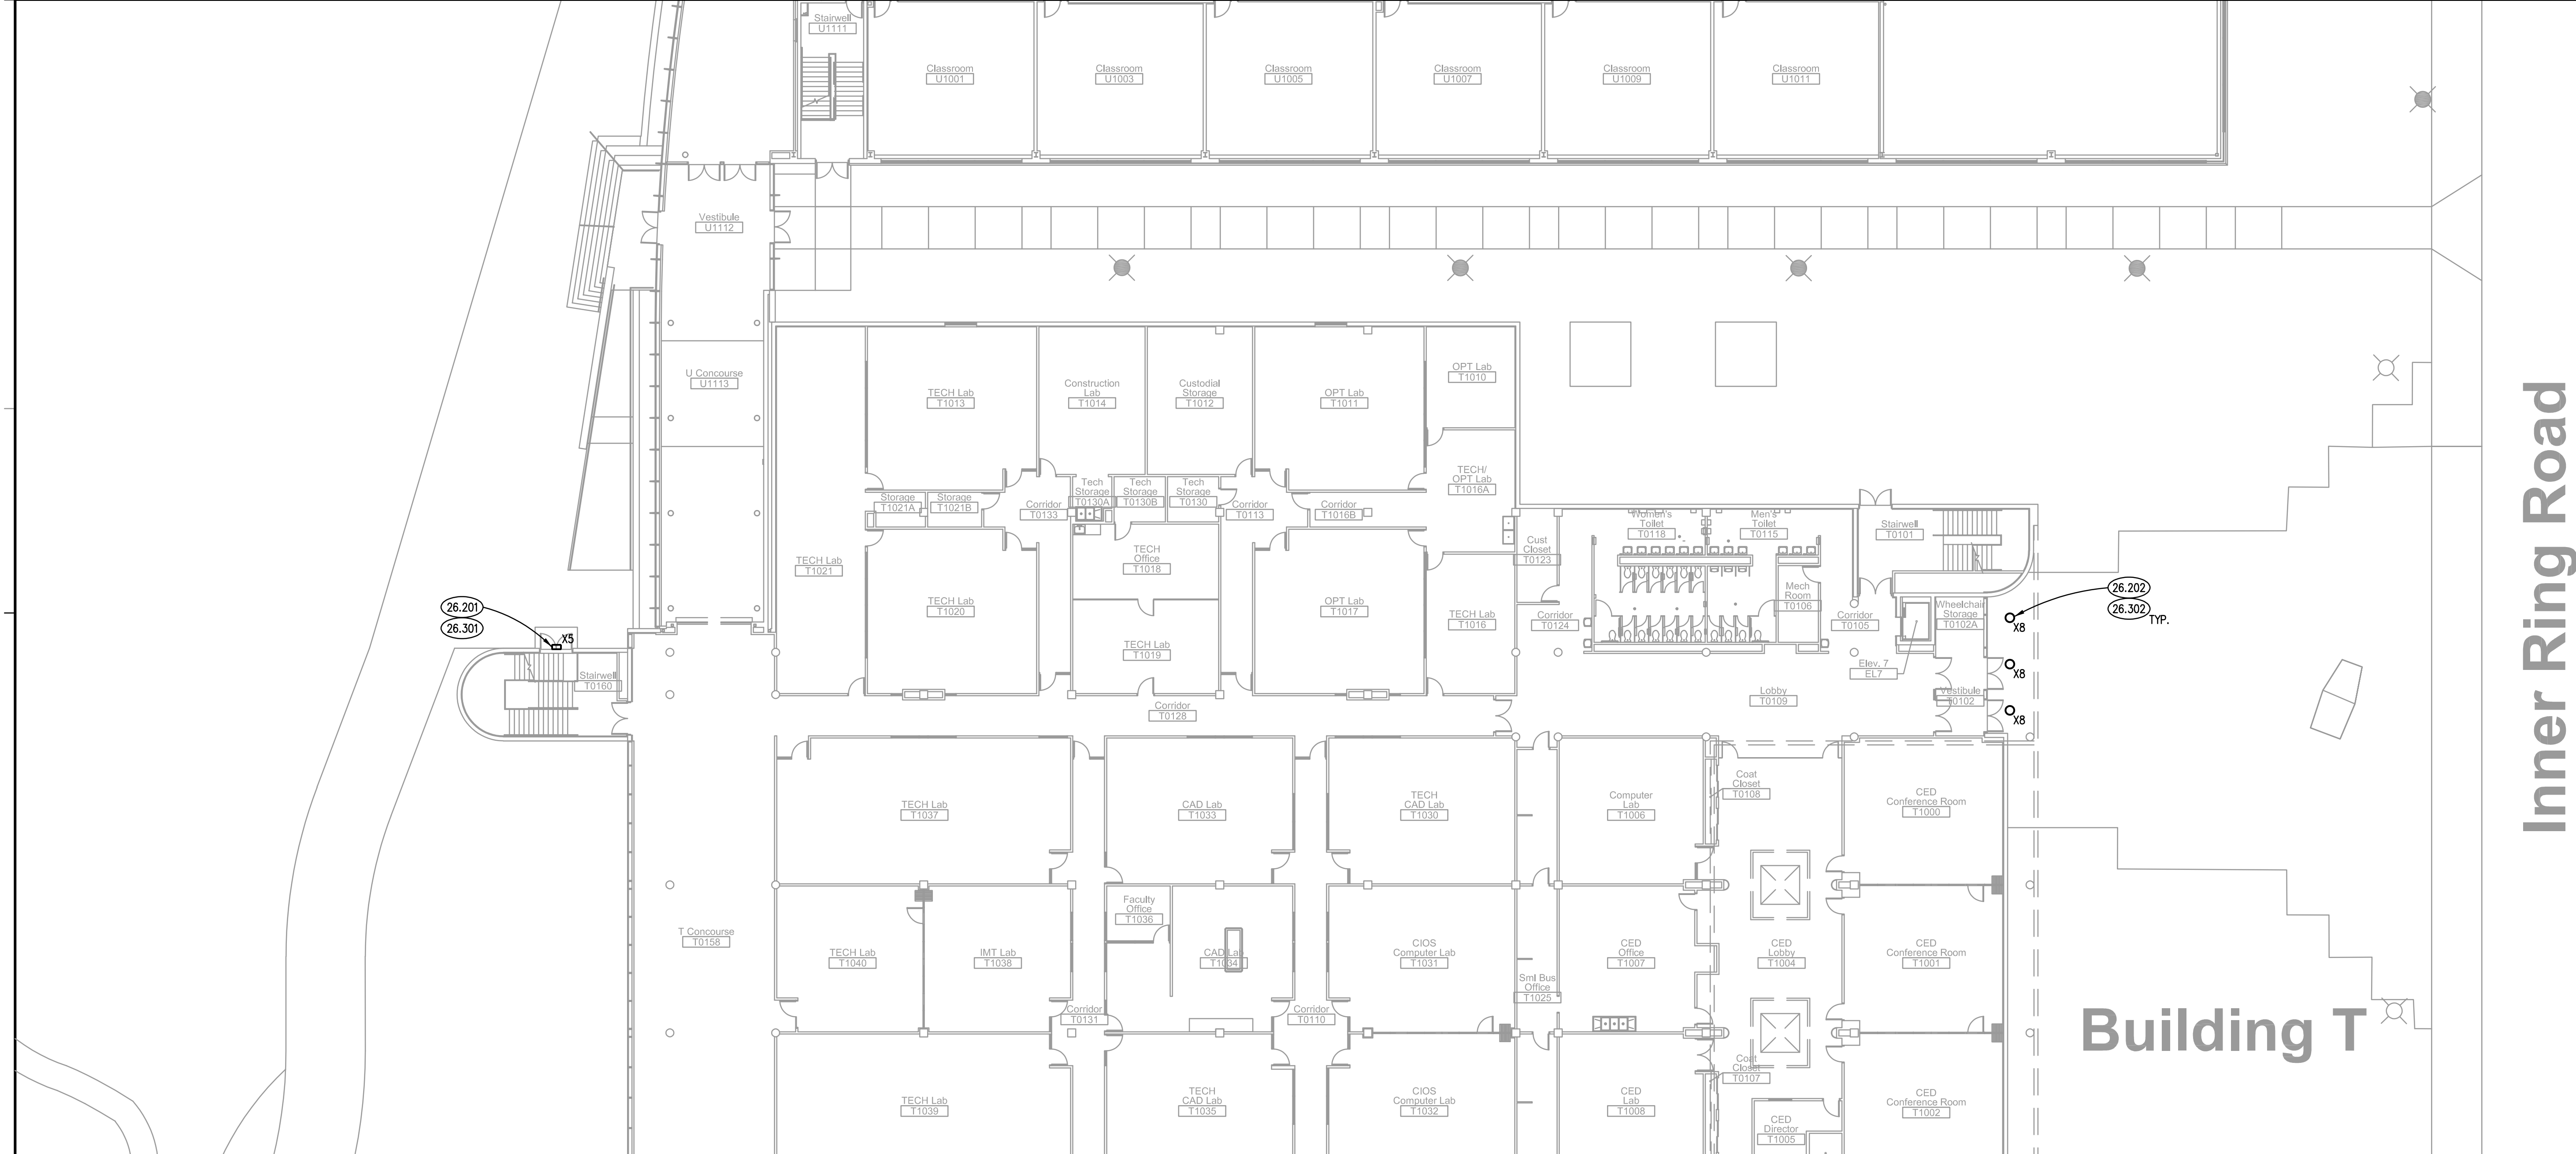 Stairwell
U1111
Classroom
U1001
Classroom
U1003
Classroom
U1005
Classroom
U1007
Classroom
U1009
Classroom
U1011
Vestibule
U1112
U Concourse
U1113
TECH Lab
T1013
Construction
Lab
T1014
Custodial
Storage
T1012
OPT Lab
T1011
OPT Lab
T1010
TECH/
OPT Lab
T1016A
Storage
T1021A
Storage
T1021B
Corridor
T0133
Tech
Storage
T0130A
Tech
Storage
T0130B
Tech
Storage
T0130
Corridor
T0113
Corridor
T1016B
TECH Lab
T1021
TECH
Office
T1018
TECH Lab
T1020
OPT Lab
T1017
TECH Lab
T1016
TECH Lab
T1019
Cust
Closet
T0123
Women's
Toilet
T0118
Men's
Toilet
T0115
Stairwell
T0101
Mech
Room
T0106
Corridor
T0124
Corridor
T0105
Wheelchair
Storage
T0102A
Elev. 7
EL7
Lobby
T0109
Vestibule
T0102
26.201
26.301
X5
Stairwell
T0160
26.202
26.302
TYP.
X8
X8
X8
Inner Ring Road
Corridor
T0128
TECH Lab
T1037
CAD Lab
T1033
TECH
CAD Lab
T1030
Computer
Lab
T1006
Coat
Closet
T0108
CED
Conference Room
T1000
T Concourse
T0158
TECH Lab
T1040
IMT Lab
T1038
Faculty
Office
T1036
CAD Lab
T1034
CIOS
Computer Lab
T1031
Sml Bus
Office
T1025
CED
Office
T1007
CED
Lobby
T1004
CED
Conference Room
T1001
Corridor
T0131
Corridor
T0110
Building T
TECH Lab
T1039
TECH
CAD Lab
T1035
CIOS
Computer Lab
T1032
CED
Lab
T1008
Coat
Closet
T0107
CED
Director
T1005
CED
Conference Room
T1002